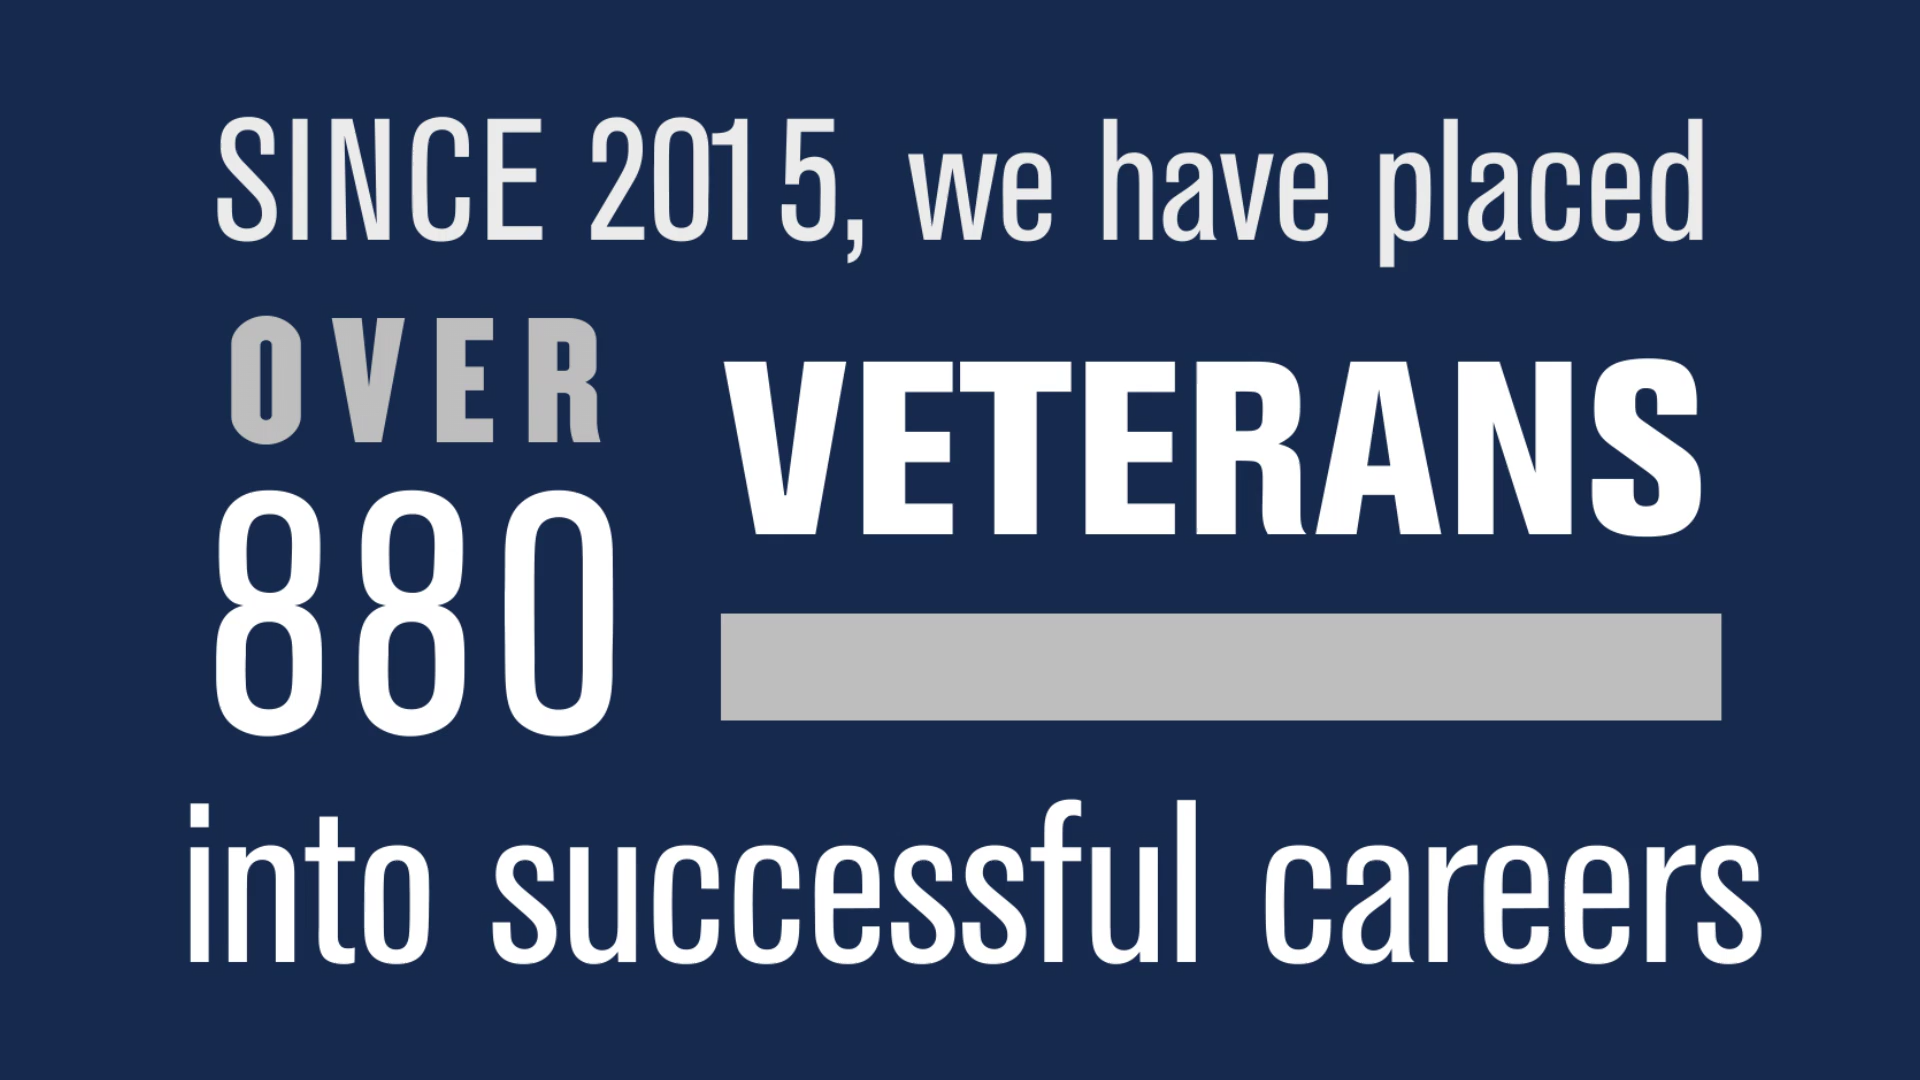 SINCE 2015, we have placed
OVER
880
VETERANS
into successful careers